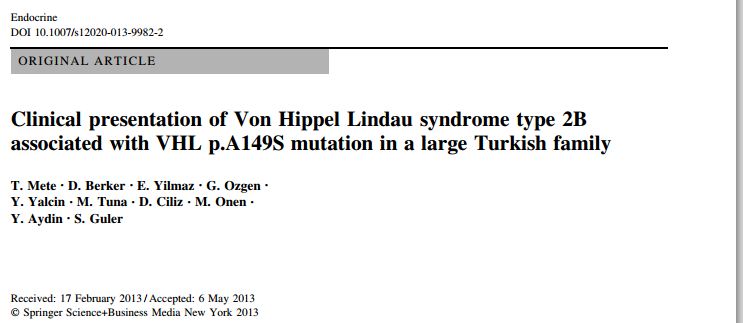 Endocrine
DOI 10.1007/s12020-013-9982-2
ORIGINAL ARTICLE
Clinical presentation of Von Hippel Lindau syndrome type 2B
associated with VHL p.A149S mutation in a large Turkish family
T. Mete · D. Berker · E. Yilmaz · G. Ozgen ·
Y. Yalcin · M. Tuna · D. Ciliz · M. Onen ·
Y. Aydin · S. Guler
Received: 17 February 2013 / Accepted: 6 May 2013
© Springer Science+Business Media New York 2013